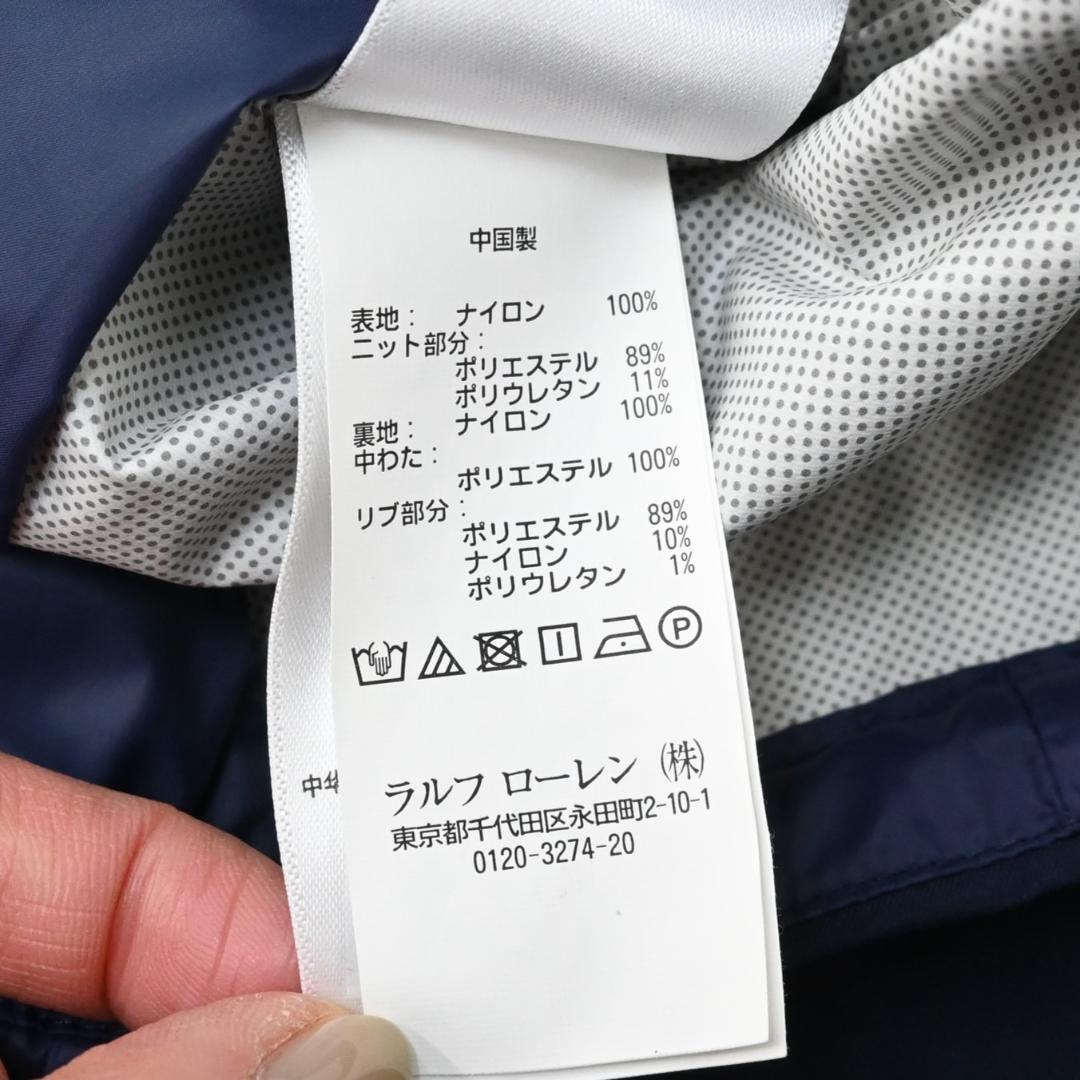 中国製
表地： ナイロン 100%
ニット部分：
ポリエステル 89%
ポリウレタン 11%
裏地： ナイロン 100%
中わた：
ポリエステル 100%
リブ部分：
ポリエステル 89%
ナイロン 10%
ポリウレタン 1%
P
ラルフ ローレン（株）
東京都千代田区永田町2-10-1
0120-3274-20
中华